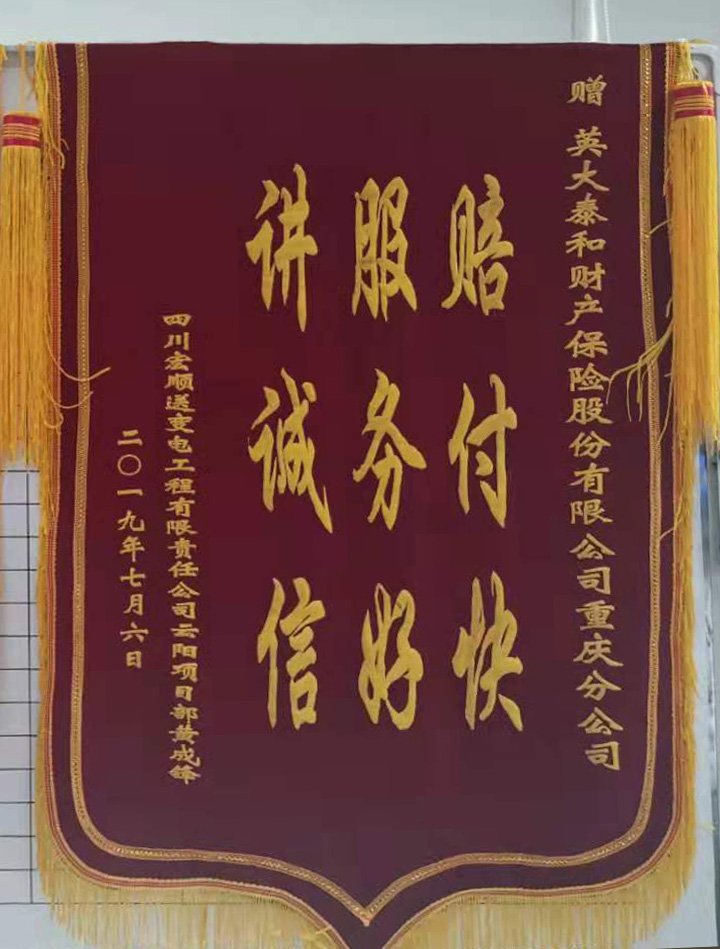 赠 英大泰和财产保险股份有限公司重庆分公司
赔付快
服务好
讲诚信
四川宏顺送变电工程有限责任公司云阳项目部黄成锋
二〇一九年七月六日